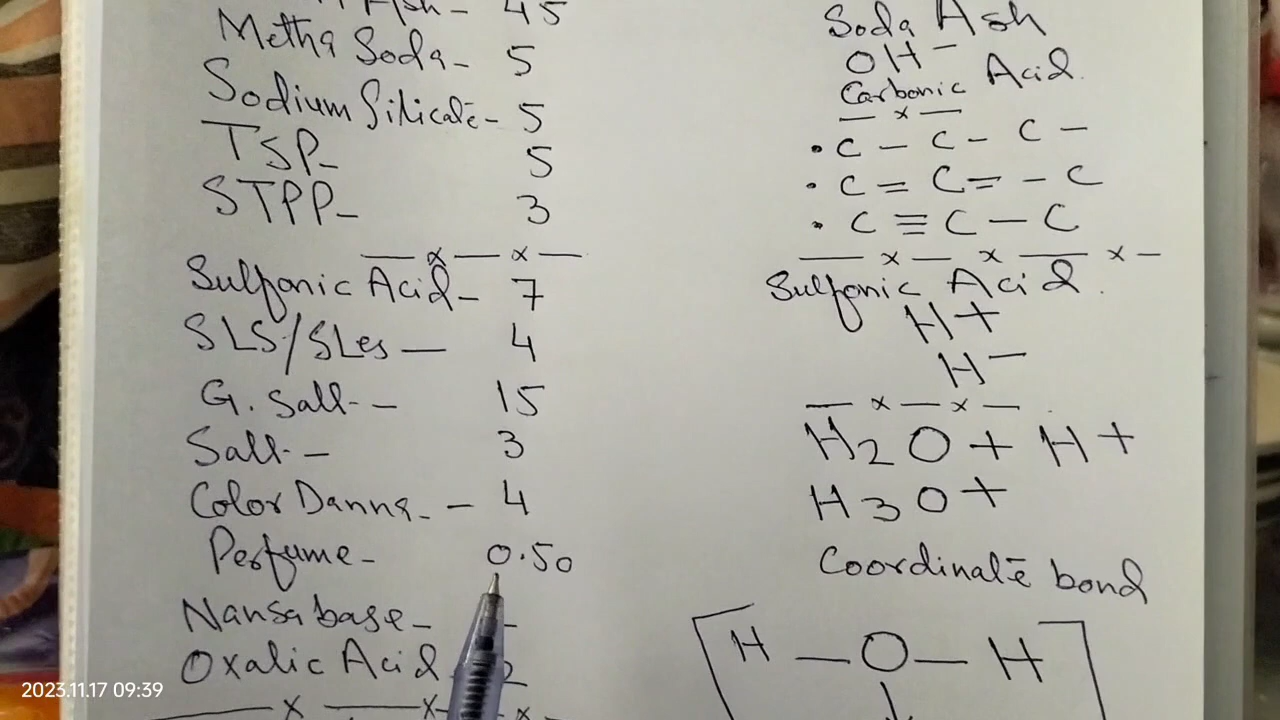 Ash - 45
Metha Soda - 5
Sodium Silicate - 5
TSP - 5
STPP - 3
— x — x —
Sulfonic Acid - 7
SLS/SLes — 4
G. Salt - 15
Salt - 3
Color Danna - 4
Perfume - 0.50
Nansa base -
Oxalic Acid
— x — x — x
Soda Ash
OH-
Carbonic Acid
— x —
• C - C - C -
• C = C = - C
• C ≡ C - C
— x — x — x -
Sulfonic Acid.
H+
H-
— x — x —
H2O + H+
H3O+
Coordinate bond
[H — O — H]
2023.11.17 09:39